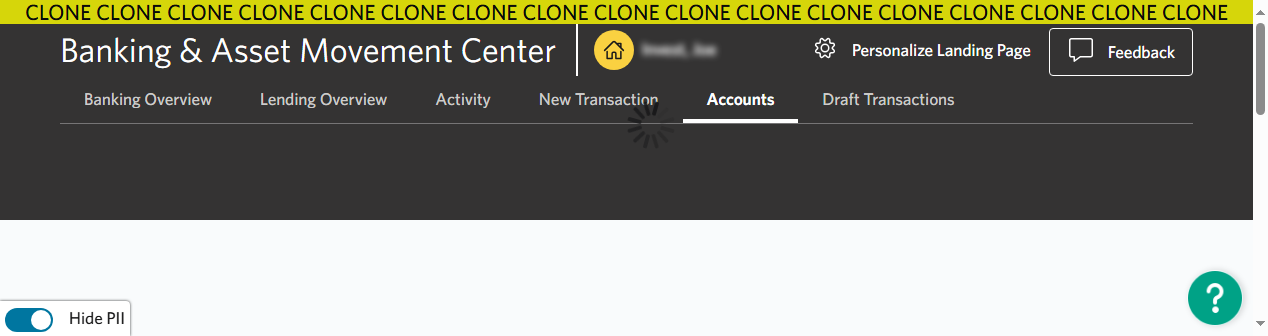 CLONE CLONE CLONE CLONE CLONE CLONE CLONE CLONE CLONE CLONE CLONE CLONE CLONE CLONE CLONE CLONE CLONE
Banking & Asset Movement Center
Personalize Landing Page
Feedback
Banking Overview
Lending Overview
Activity
New Transaction
Accounts
Draft Transactions
Hide PII
?